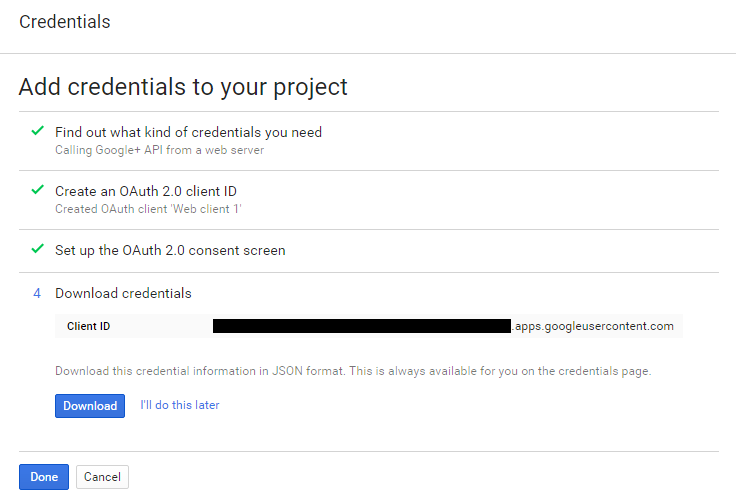 Credentials
Add credentials to your project
Find out what kind of credentials you need
Calling Google+ API from a web server
Create an OAuth 2.0 client ID
Created OAuth client 'Web client 1'
Set up the OAuth 2.0 consent screen
4 Download credentials
Client ID .apps.googleusercontent.com
Download this credential information in JSON format. This is always available for you on the credentials page.
Download I'll do this later
Done Cancel